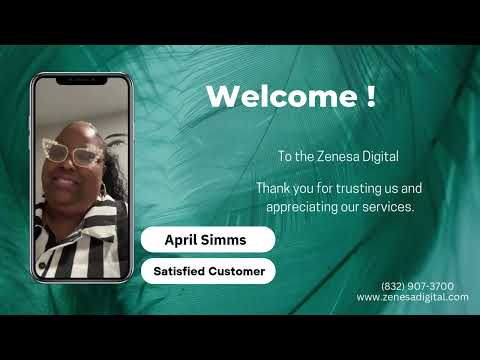 Welcome !
To the Zenesa Digital
Thank you for trusting us and
appreciating our services.
April Simms
Satisfied Customer
(832) 907-3700
www.zenesadigital.com